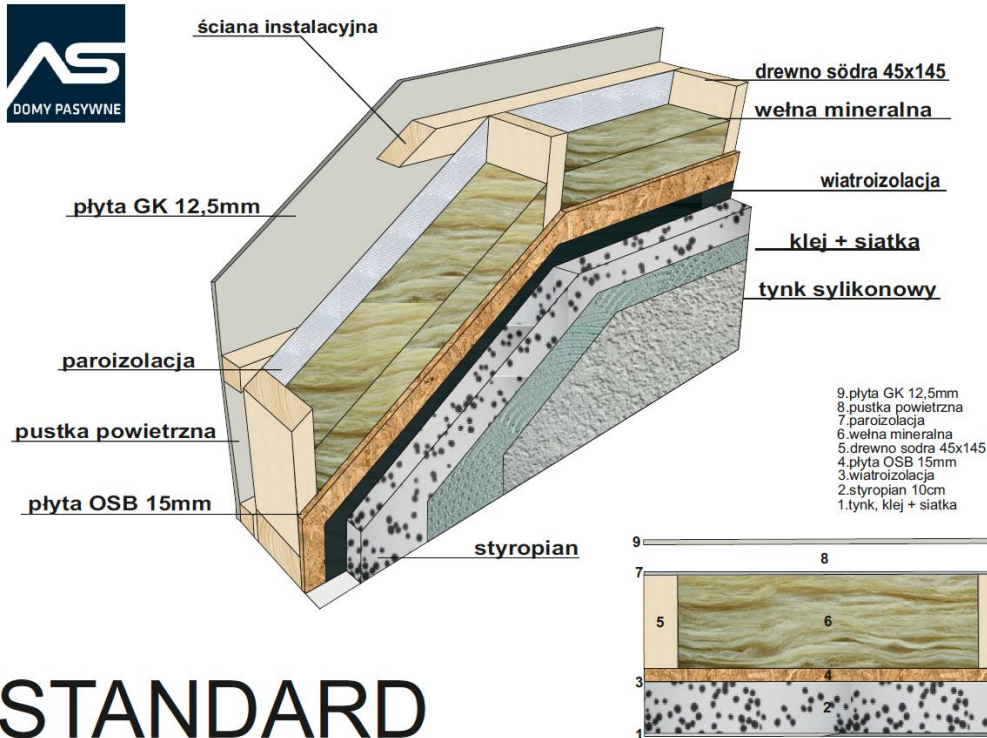 AS
DOMY PASYWNE
ściana instalacyjna
drewno södra 45x145
wełna mineralna
wiatroizolacja
płyta GK 12,5mm
klej + siatka
tynk sylikonowy
paroizolacja
pustka powietrzna
płyta OSB 15mm
styropian
9.płyta GK 12,5mm
8.pustka powietrzna
7.paroizolacja
6.wełna mineralna
5.drewno sodra 45x145
4.płyta OSB 15mm
3.wiatroizolacja
2.styropian 10cm
1.tynk, klej + siatka
9
8
7
5
6
4
3
2
1
STANDARD